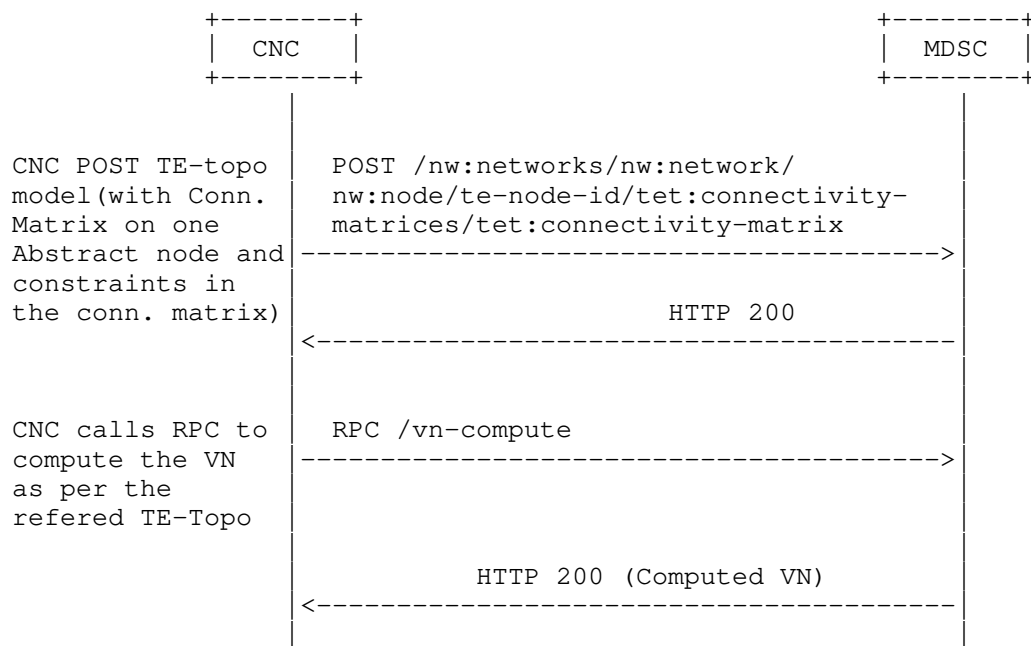 CNC
MDSC
CNC POST TE-topo
model(with Conn.
Matrix on one
Abstract node and
constraints in
the conn. matrix)
POST /nw:networks/nw:network/
nw:node/te-node-id/tet:connectivity-
matrices/tet:connectivity-matrix
HTTP 200
CNC calls RPC to
compute the VN
as per the
refered TE-Topo
RPC /vn-compute
HTTP 200 (Computed VN)